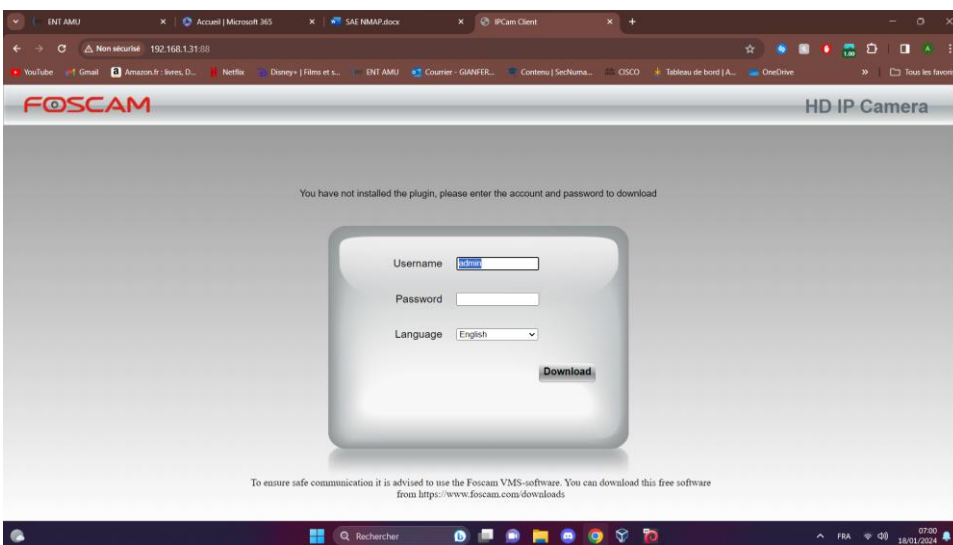 ENT AMU
Accueil | Microsoft 365
SAE NMAP.docx
IPCam Client
Non sécurisé 192.168.1.31:88
1.00
A
YouTube
Gmail
Amazon.fr : livres, D...
Netflix
Disney+ | Films et s...
ENT AMU
Courrier - GIANFER...
Contenu | SecNuma...
CISCO
Tableau de bord | A...
OneDrive
»
Tous les favoris
FOSCAM
HD IP Camera
You have not installed the plugin, please enter the account and password to download
Username admin
Password
Language English
Download
To ensure safe communication it is advised to use the Foscam VMS-software. You can download this free software
from https://www.foscam.com/downloads
Rechercher
FRA
07:00
18/01/2024